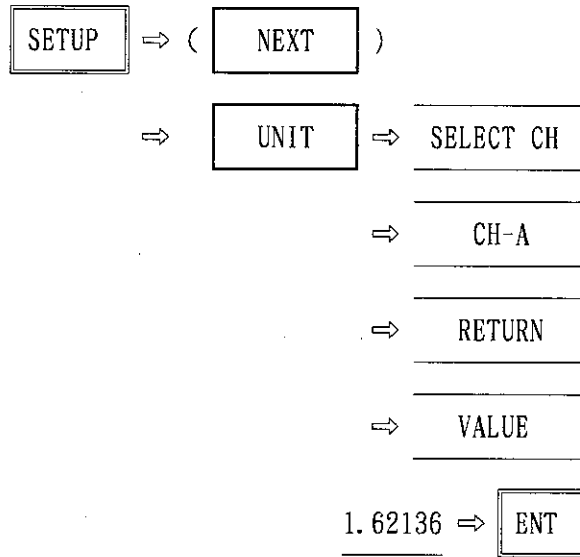 SETUP ⇨ ( NEXT )
⇨ UNIT ⇨ SELECT CH
⇨ CH-A
⇨ RETURN
⇨ VALUE
1.62136 ⇨ ENT